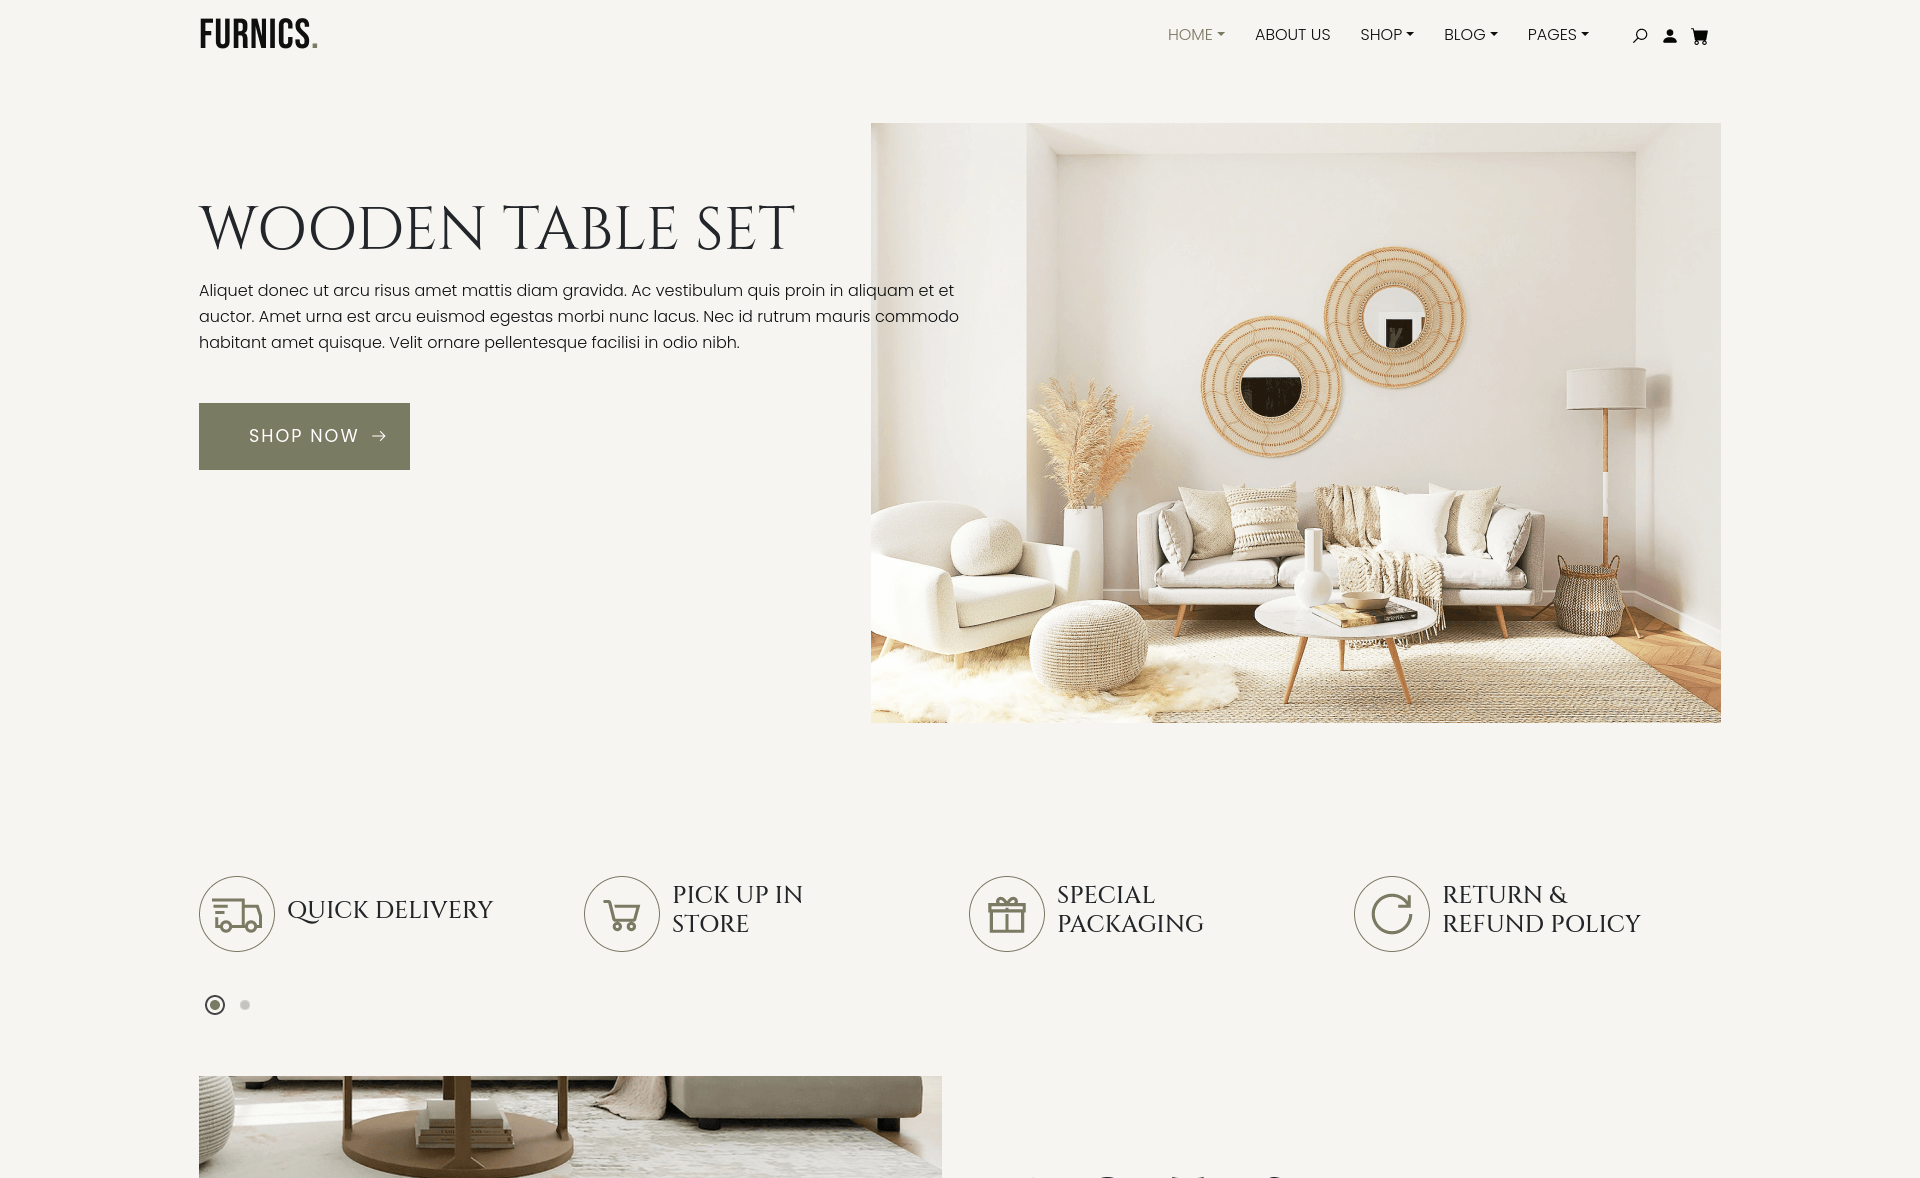 FURNICS.
HOME
ABOUT US
SHOP
BLOG
PAGES
WOODEN TABLE SET
Aliquet donec ut arcu risus amet mattis diam gravida. Ac vestibulum quis proin in aliquam et et
auctor. Amet urna est arcu euismod egestas morbi nunc lacus. Nec id rutrum mauris commodo
habitant amet quisque. Velit ornare pellentesque facilisi in odio nibh.
SHOP NOW
QUICK DELIVERY
PICK UP IN
STORE
SPECIAL
PACKAGING
RETURN &
REFUND POLICY